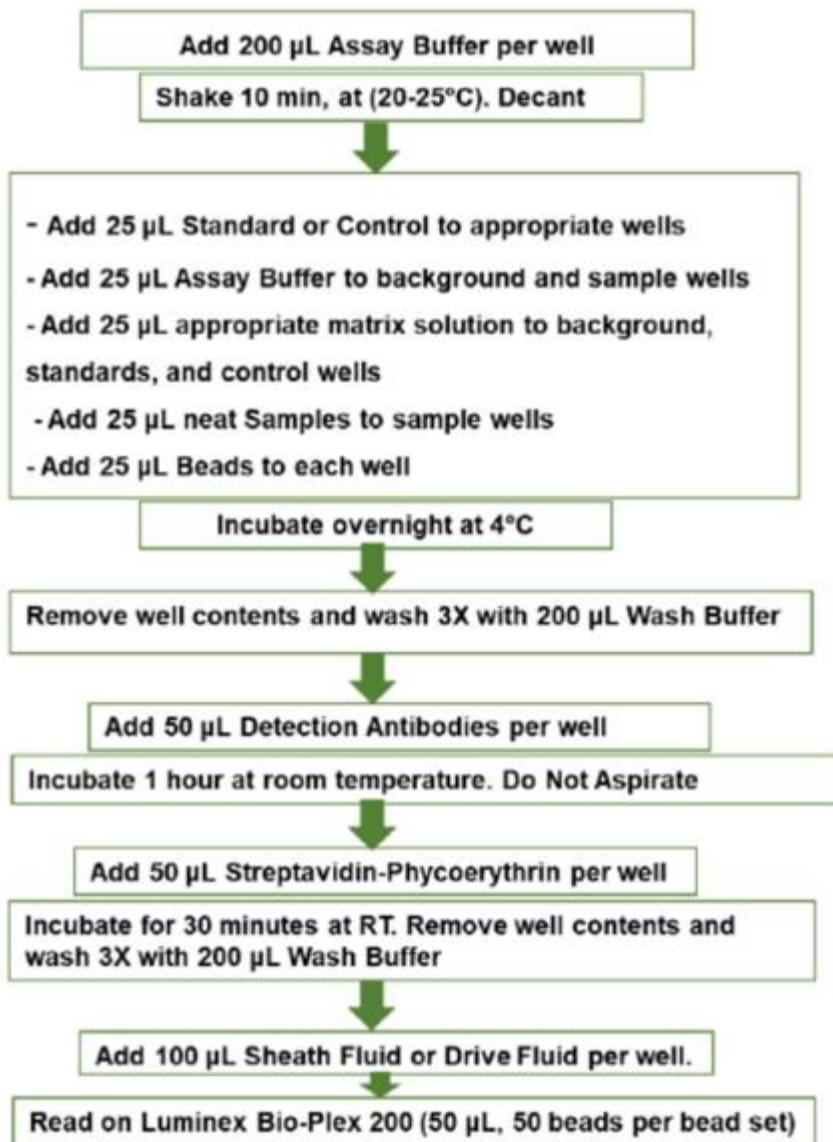 Add 200 µL Assay Buffer per well
Shake 10 min, at (20-25°C). Decant
- Add 25 µL Standard or Control to appropriate wells
- Add 25 µL Assay Buffer to background and sample wells
- Add 25 µL appropriate matrix solution to background,
standards, and control wells
- Add 25 µL neat Samples to sample wells
- Add 25 µL Beads to each well
Incubate overnight at 4°C
Remove well contents and wash 3X with 200 µL Wash Buffer
Add 50 µL Detection Antibodies per well
Incubate 1 hour at room temperature. Do Not Aspirate
Add 50 µL Streptavidin-Phycoerythrin per well
Incubate for 30 minutes at RT. Remove well contents and
wash 3X with 200 µL Wash Buffer
Add 100 µL Sheath Fluid or Drive Fluid per well.
Read on Luminex Bio-Plex 200 (50 µL, 50 beads per bead set)